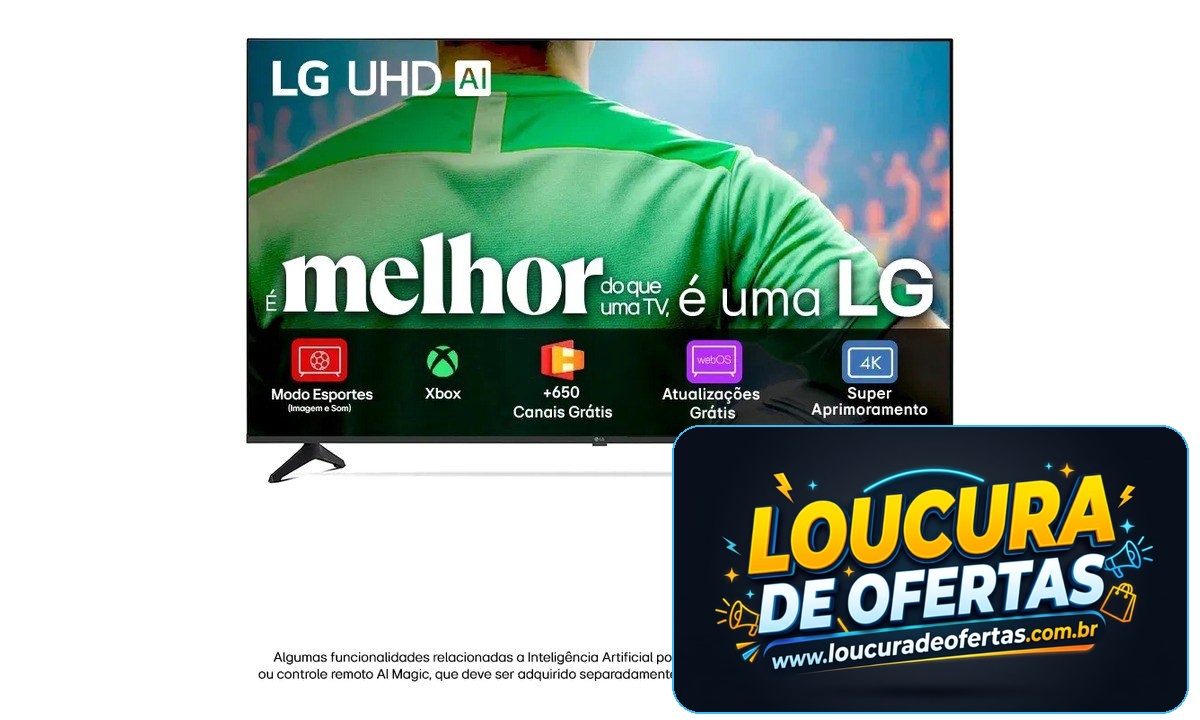 LG UHD AI
É melhor do que uma TV, é uma LG
Modo Esportes
(Imagem e Som)
Xbox
+650
Canais Grátis
webOS
Atualizações
Grátis
4K
Super
Aprimoramento
LG
LOUCURA
DE OFERTAS
www.loucuradeofertas.com.br
Algumas funcionalidades relacionadas a Inteligência Artificial
ou controle remoto AI Magic, que deve ser adquirido separadamente